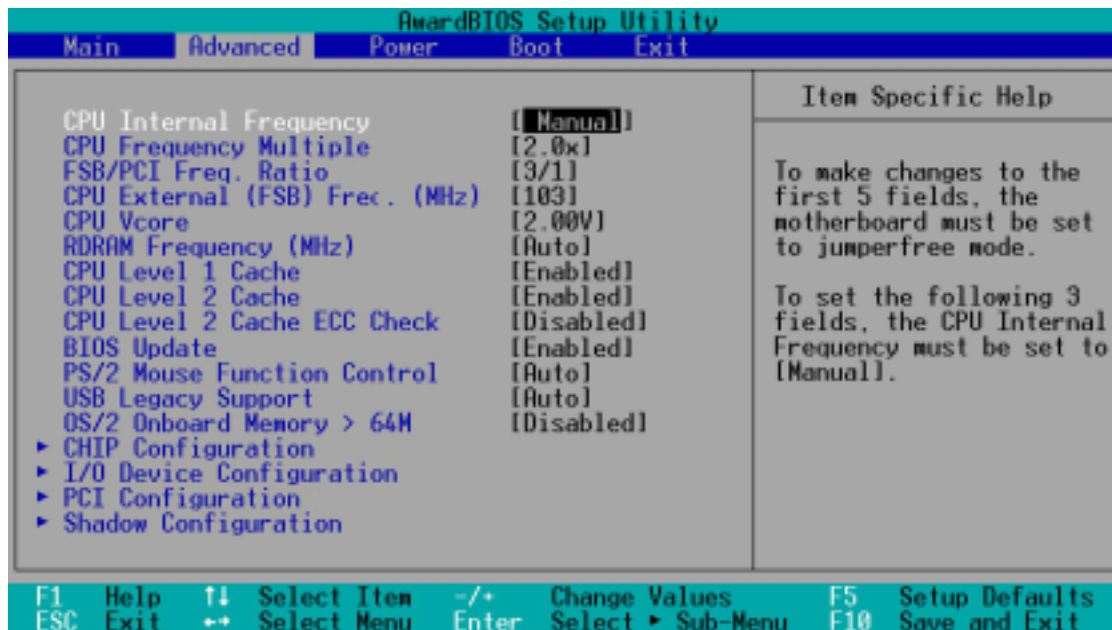 AwardBIOS Setup Utility
Main Advanced Power Boot Exit
CPU Internal Frequency [ Manual]
CPU Frequency Multiple [2.0x]
FSB/PCI Freq. Ratio [3/1]
CPU External (FSB) Frec. (MHz) [103]
CPU Vcore [2.00V]
RDRAM Frequency (MHz) [Auto]
CPU Level 1 Cache [Enabled]
CPU Level 2 Cache [Enabled]
CPU Level 2 Cache ECC Check [Disabled]
BIOS Update [Enabled]
PS/2 Mouse Function Control [Auto]
USB Legacy Support [Auto]
OS/2 Onboard Memory > 64M [Disabled]
► CHIP Configuration
► I/O Device Configuration
► PCI Configuration
► Shadow Configuration
Item Specific Help
To make changes to the
first 5 fields, the
motherboard must be set
to jumperfree mode.
To set the following 3
fields, the CPU Internal
Frequency must be set to
[Manual].
F1 Help ↑↓ Select Item -/+ Change Values F5 Setup Defaults
ESC Exit ←→ Select Menu Enter Select ► Sub-Menu F10 Save and Exit